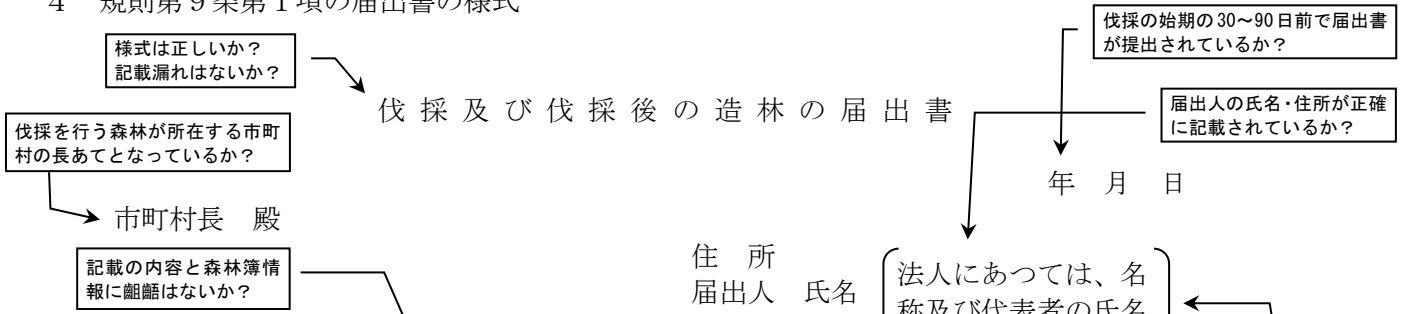 4 規則第9条第1項の届出書の様式
伐採の始期の30~90日前で届出書
が提出されているか?
様式は正しいか?
記載漏れはないか?
伐採及び伐採後の造林の届出書
届出人の氏名・住所が正確
に記載されているか?
伐採を行う森林が所在する市町
村の長あてとなっているか?
年 月 日
市町村長 殿
記載の内容と森林簿情
報に齟齬はないか?
住 所
届出人 氏名
法人にあつては、名
称及び代表者の氏名